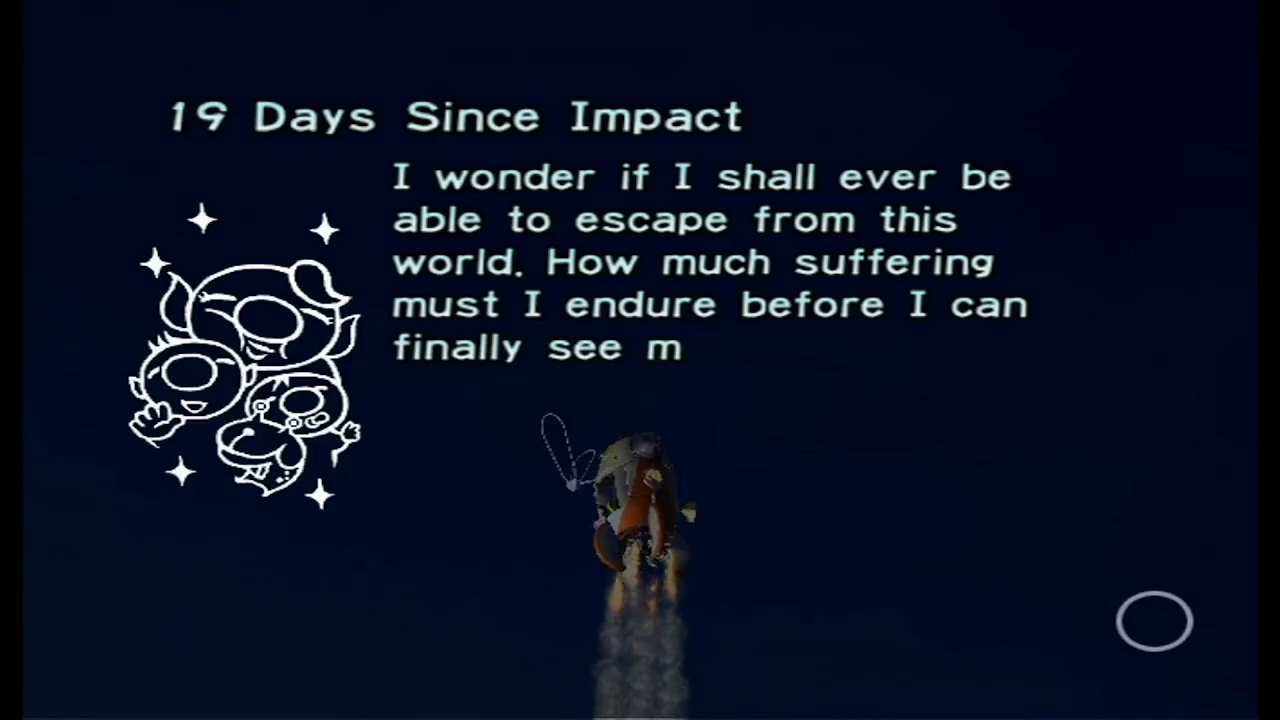 19 Days Since Impact
I wonder if I shall ever be
able to escape from this
world. How much suffering
must I endure before I can
finally see m